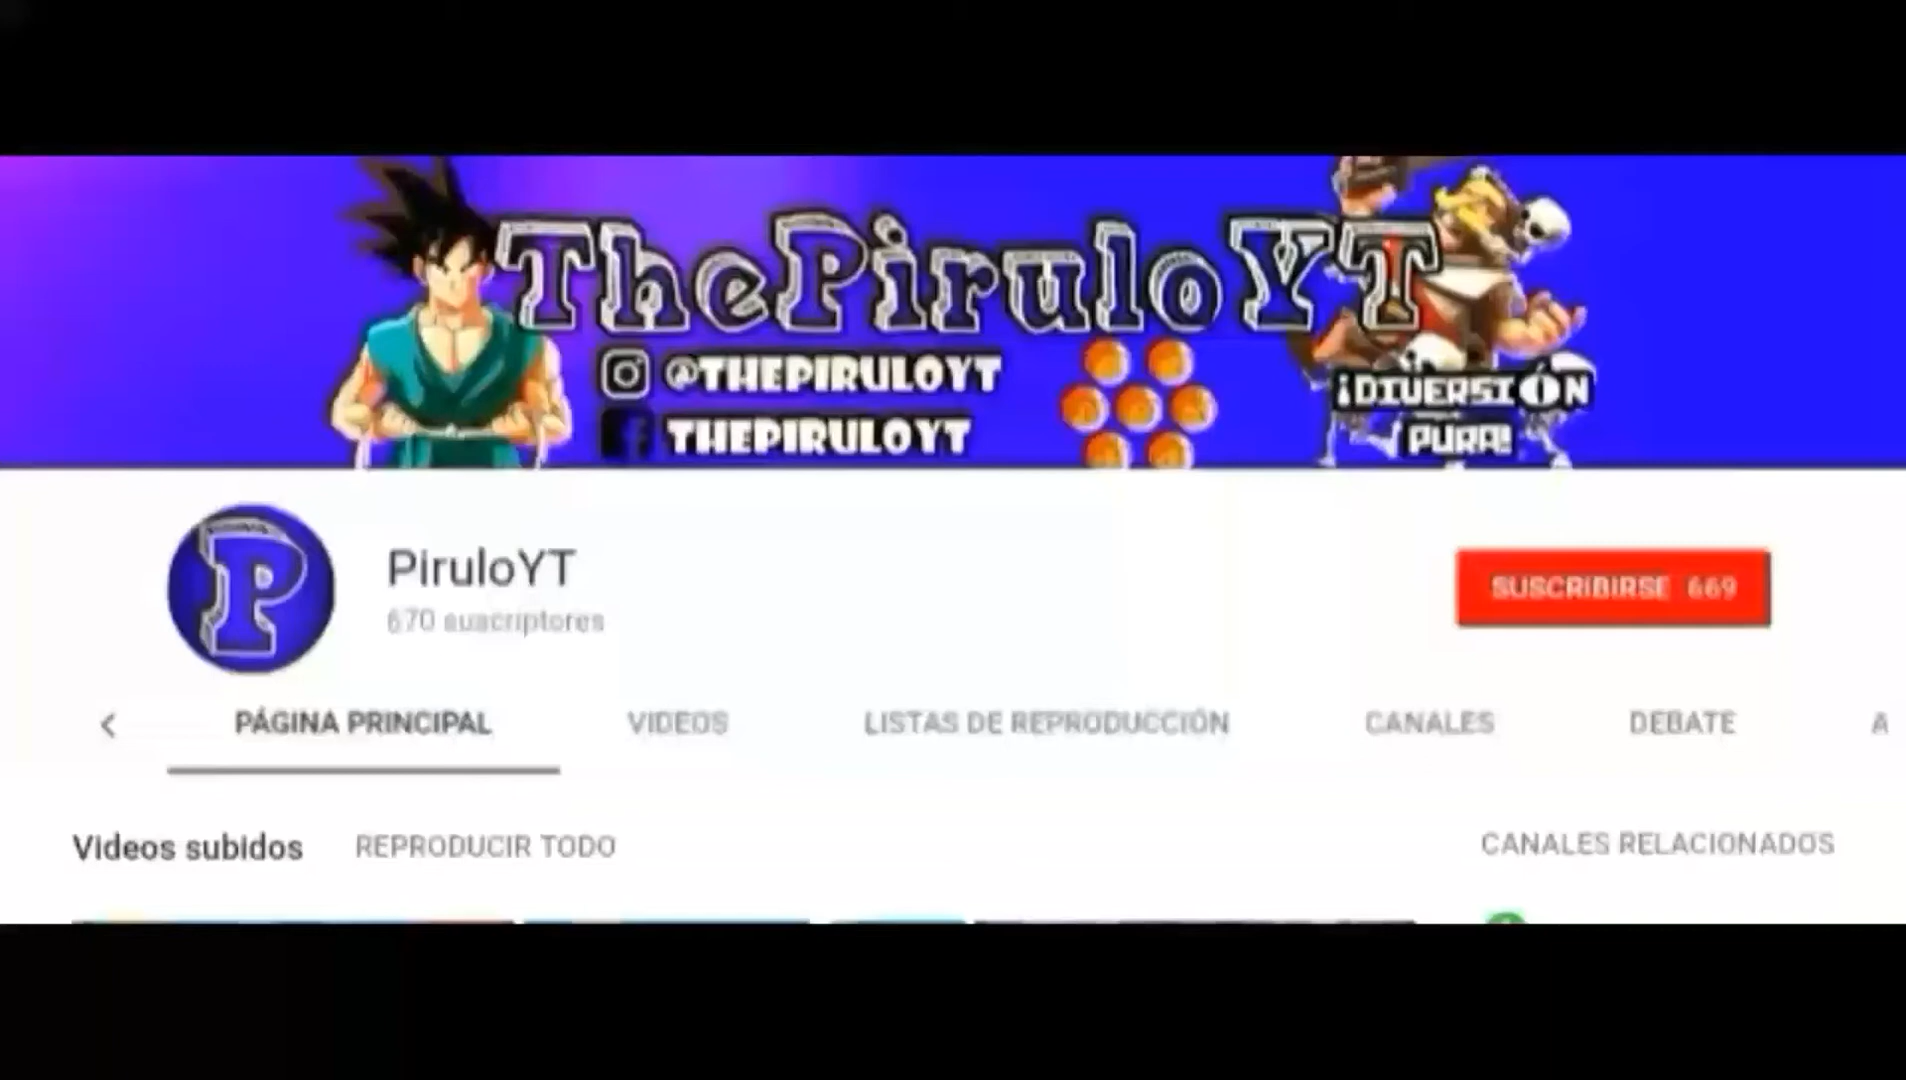 ThePiruloYT
@THEPIRULOYT
THEPIRULOYT
¡DIVERSIÓN
PURA!
P
PiruloYT
670 suscriptores
SUSCRIBIRSE 669
PÁGINA PRINCIPAL VIDEOS LISTAS DE REPRODUCCIÓN CANALES DEBATE A
Videos subidos REPRODUCIR TODO
CANALES RELACIONADOS